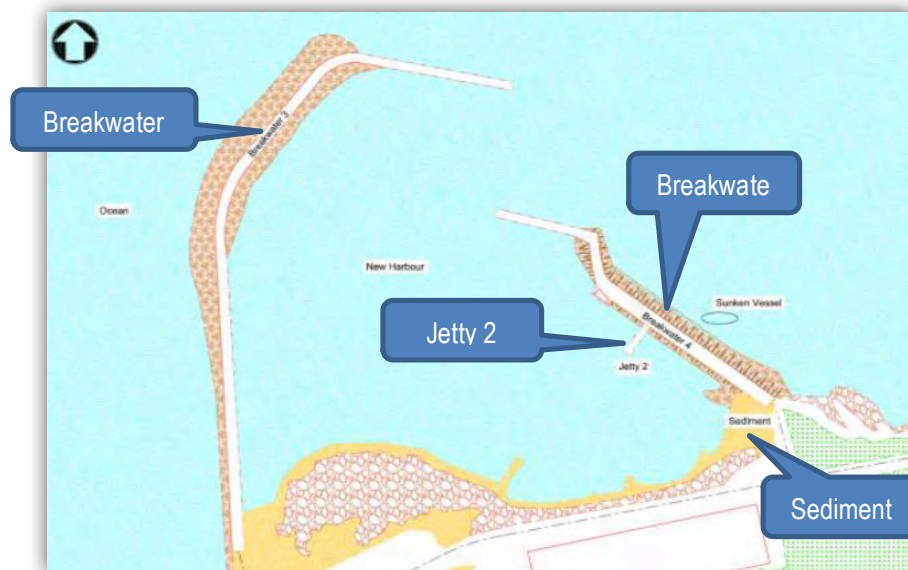 Breakwater
Breakwater 3
Ocean
Breakwate
New Harbour
Sunken Vessel
Breakwater 4
Jetty 2
Jetty 2
Sediment
Sediment